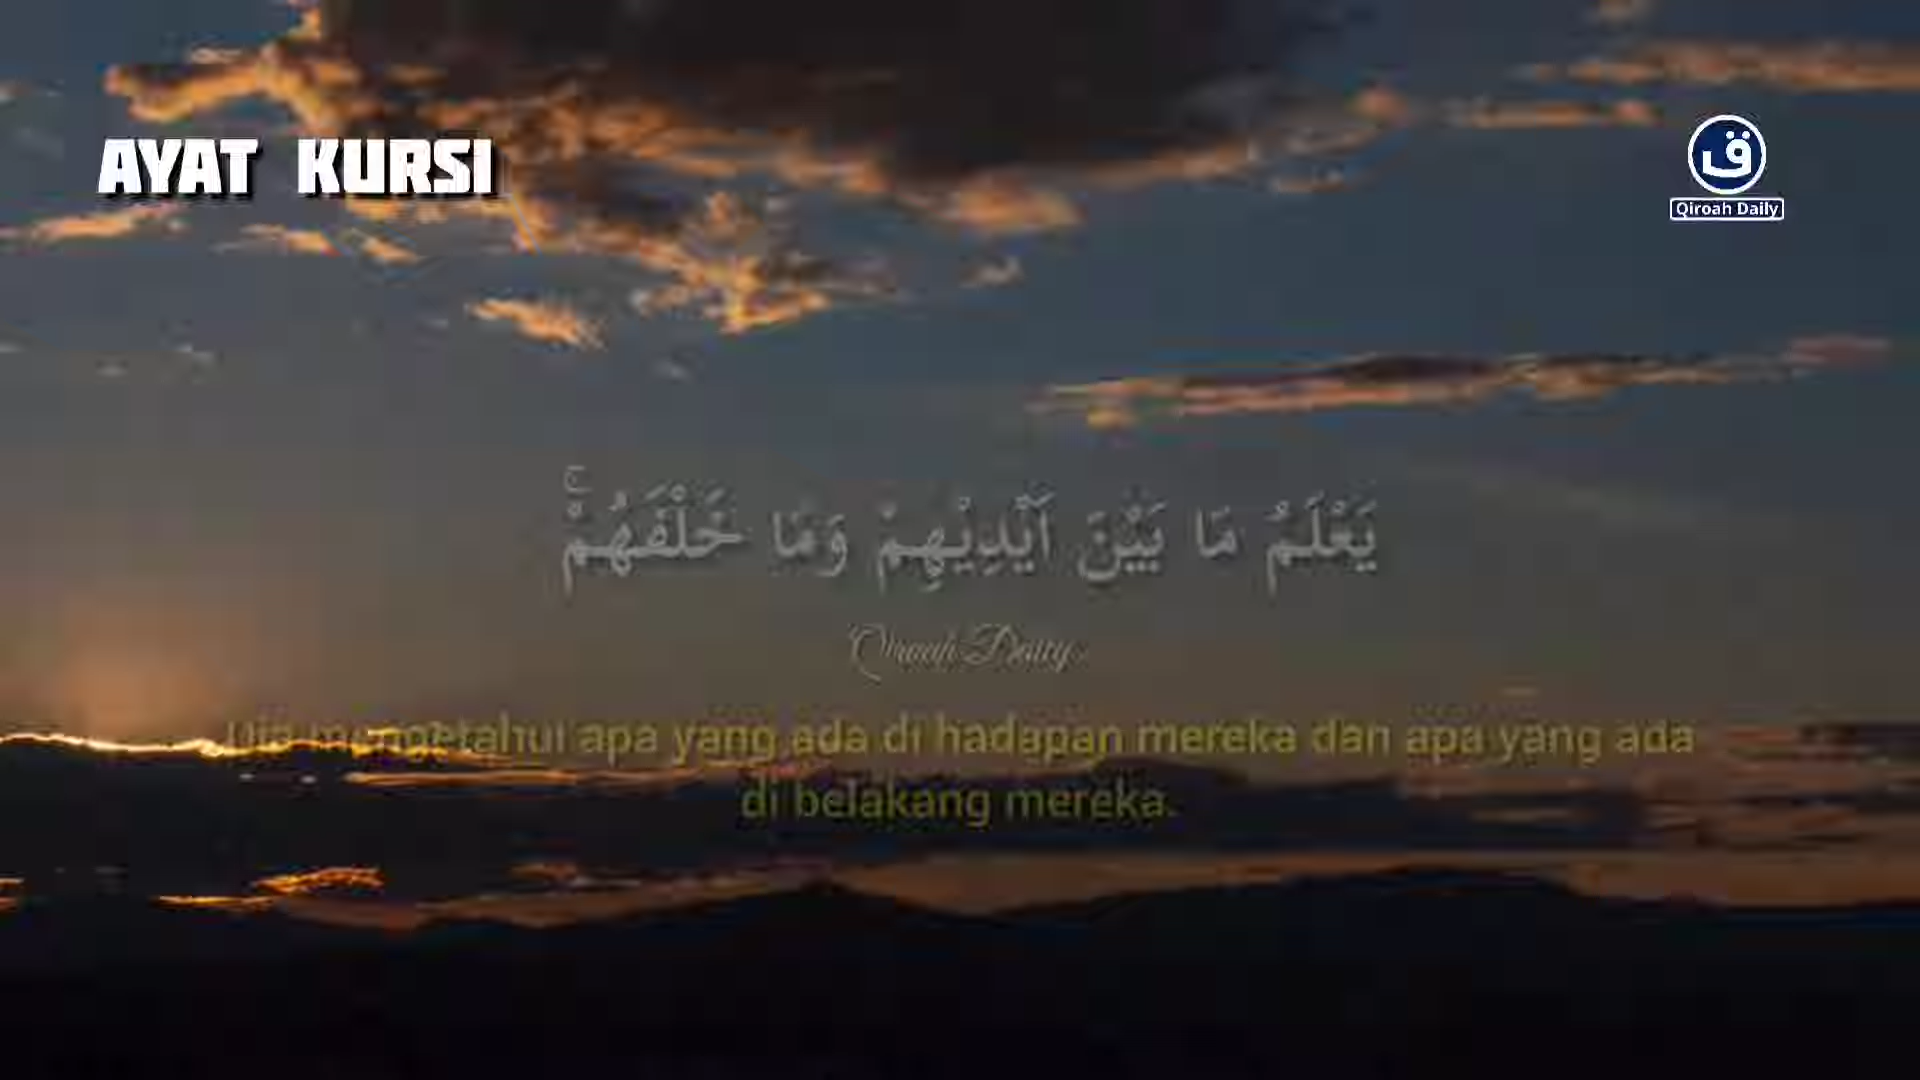 AYAT KURSI
ق
Qiroah Daily
يَعْلَمُ مَا بَيْنَ اَيْدِيْهِمْ وَمَا خَلْفَهُمْۚ
Qiroah Daily
Dia mengetahui apa yang ada di hadapan mereka dan apa yang ada
di belakang mereka.